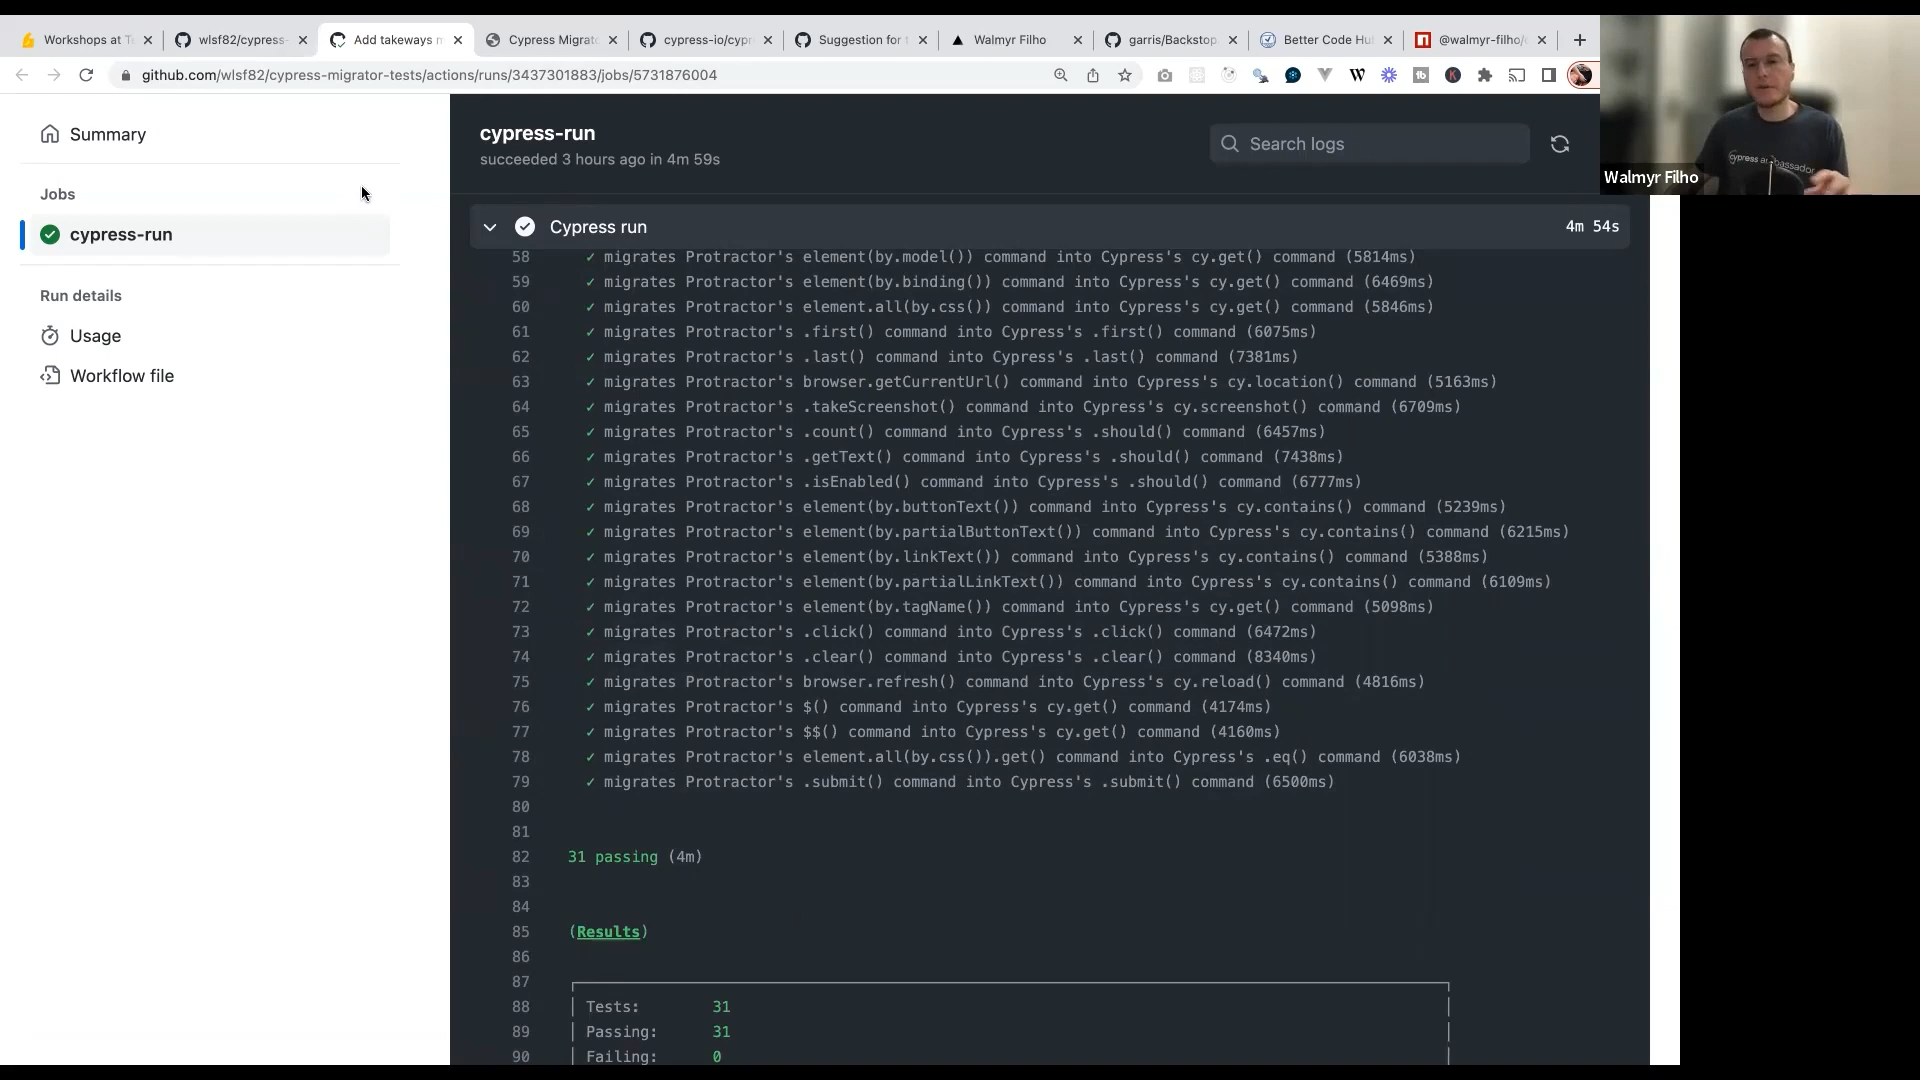 Workshops at T
wlsf82/cypress-
Add takeways m
Cypress Migrat
cypress-io/cyp
Suggestion for
Walmyr Filho
garris/Backstop
Better Code Hu
@walmyr-filho/
github.com/wlsf82/cypress-migrator-tests/actions/runs/3437301883/jobs/5731876004
cypress ambassador
Walmyr Filho
Summary
Jobs
cypress-run
Run details
Usage
Workflow file
cypress-run
succeeded 3 hours ago in 4m 59s
Search logs
Cypress run
4m 54s
58 ✓ migrates Protractor's element(by.model()) command into Cypress's cy.get() command (5814ms)
59 ✓ migrates Protractor's element(by.binding()) command into Cypress's cy.get() command (6469ms)
60 ✓ migrates Protractor's element.all(by.css()) command into Cypress's cy.get() command (5846ms)
61 ✓ migrates Protractor's .first() command into Cypress's .first() command (6075ms)
62 ✓ migrates Protractor's .last() command into Cypress's .last() command (7381ms)
63 ✓ migrates Protractor's browser.getCurrentUrl() command into Cypress's cy.location() command (5163ms)
64 ✓ migrates Protractor's .takeScreenshot() command into Cypress's cy.screenshot() command (6709ms)
65 ✓ migrates Protractor's .count() command into Cypress's .should() command (6457ms)
66 ✓ migrates Protractor's .getText() command into Cypress's .should() command (7438ms)
67 ✓ migrates Protractor's .isEnabled() command into Cypress's .should() command (6777ms)
68 ✓ migrates Protractor's element(by.buttonText()) command into Cypress's cy.contains() command (5239ms)
69 ✓ migrates Protractor's element(by.partialButtonText()) command into Cypress's cy.contains() command (6215ms)
70 ✓ migrates Protractor's element(by.linkText()) command into Cypress's cy.contains() command (5388ms)
71 ✓ migrates Protractor's element(by.partialLinkText()) command into Cypress's cy.contains() command (6109ms)
72 ✓ migrates Protractor's element(by.tagName()) command into Cypress's cy.get() command (5098ms)
73 ✓ migrates Protractor's .click() command into Cypress's .click() command (6472ms)
74 ✓ migrates Protractor's .clear() command into Cypress's .clear() command (8340ms)
75 ✓ migrates Protractor's browser.refresh() command into Cypress's cy.reload() command (4816ms)
76 ✓ migrates Protractor's $() command into Cypress's cy.get() command (4174ms)
77 ✓ migrates Protractor's $$() command into Cypress's cy.get() command (4160ms)
78 ✓ migrates Protractor's element.all(by.css()).get() command into Cypress's .eq() command (6038ms)
79 ✓ migrates Protractor's .submit() command into Cypress's .submit() command (6500ms)
80
81
82 31 passing (4m)
83
84
85 (Results)
86
87
88 Tests: 31
89 Passing: 31
90 Failing: 0